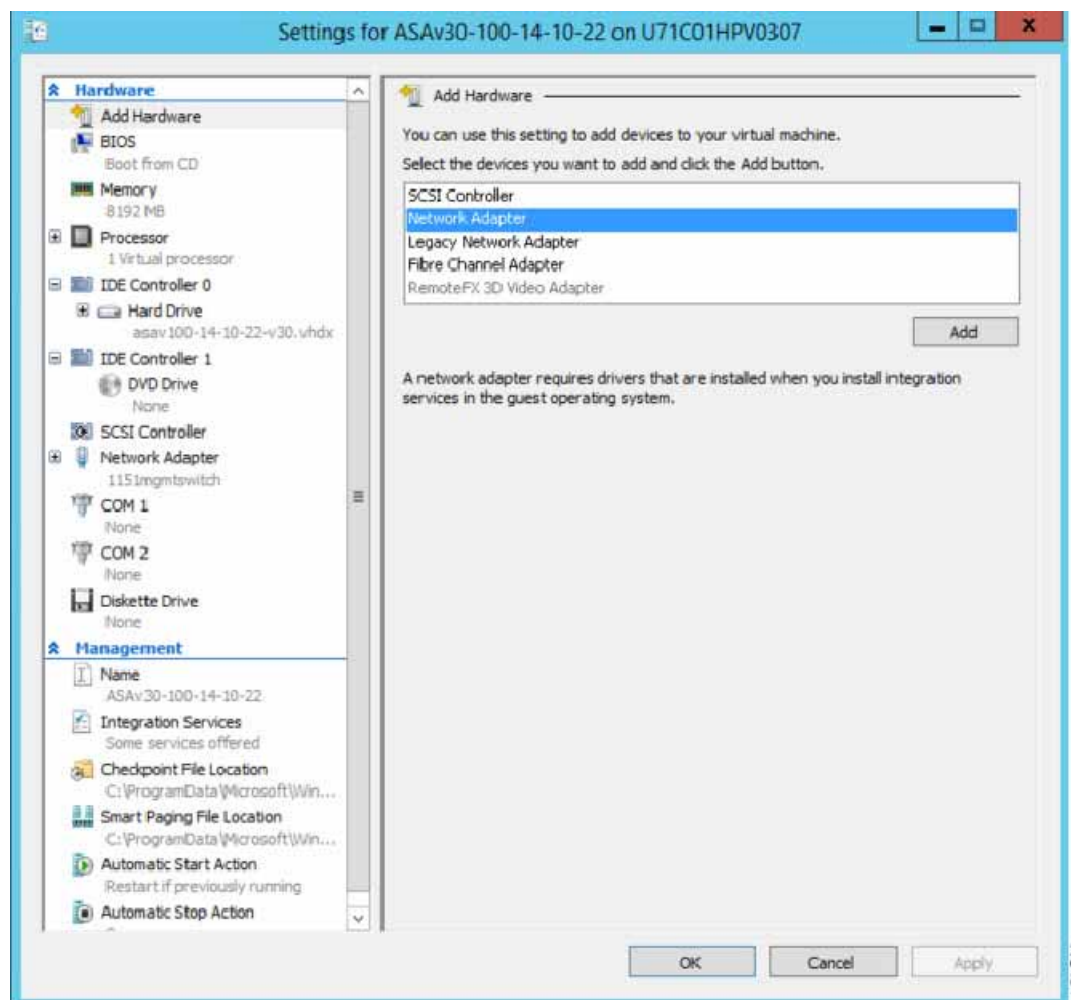 Settings for ASAv30-100-14-10-22 on U71C01HPV0307
Hardware
Add Hardware
BIOS
Boot from CD
Memory
8192 MB
Processor
1 Virtual processor
IDE Controller 0
Hard Drive
asav100-14-10-22-v30.vhdx
IDE Controller 1
DVD Drive
None
SCSI Controller
Network Adapter
1151mgmtswitch
COM 1
None
COM 2
None
Diskette Drive
None
Management
Name
ASAv30-100-14-10-22
Integration Services
Some services offered
Checkpoint File Location
C:\ProgramData\Microsoft\Win...
Smart Paging File Location
C:\ProgramData\Microsoft\Win...
Automatic Start Action
Restart if previously running
Automatic Stop Action
Add Hardware
You can use this setting to add devices to your virtual machine.
Select the devices you want to add and click the Add button.
SCSI Controller
Network Adapter
Legacy Network Adapter
Fibre Channel Adapter
RemoteFX 3D Video Adapter
Add
A network adapter requires drivers that are installed when you install integration
services in the guest operating system.
OK
Cancel
Apply